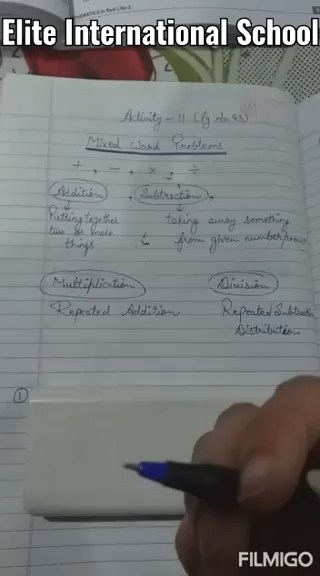 Elite International School
Activity - 11 (Pg No. 93)
Mixed Word Problems
+ , - , × , ÷
Addition , Subtraction ,
Putting together taking away something
two or more from given number
things
Multiplication Division
Repeated Addition Repeated Subtraction
Distribution
1
FILMIGO